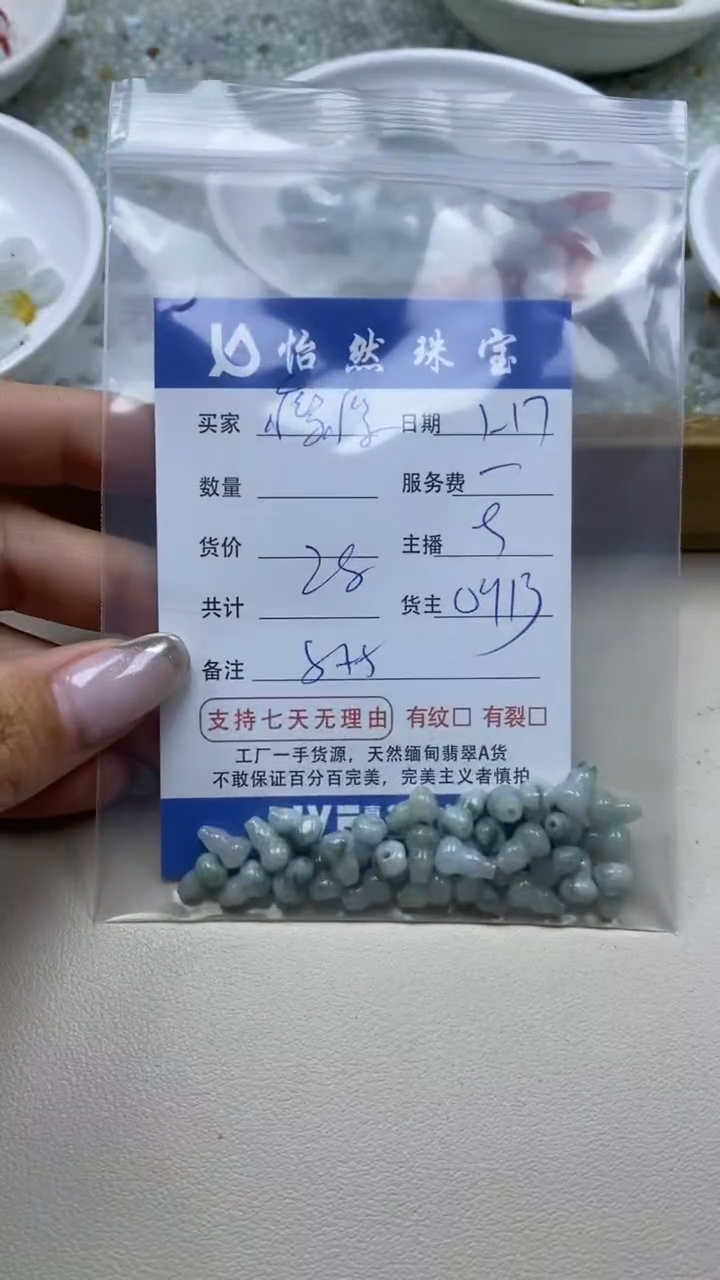 怡然珠宝
买家 日期 1-17
数量 服务费 一
货价 28 主播
共计 货主 0413
备注
支持七天无理由 有纹□ 有裂□
工厂一手货源，天然缅甸翡翠A货
不敢保证百分百完美，完美主义者慎拍